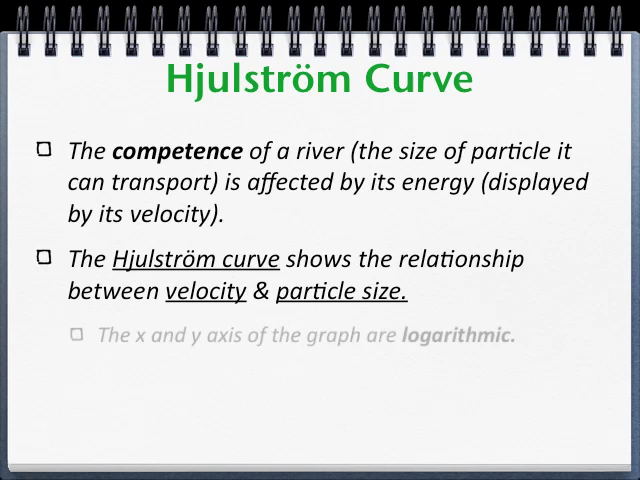 Hjulström Curve
The competence of a river (the size of particle it
can transport) is affected by its energy (displayed
by its velocity).
The Hjulström curve shows the relationship
between velocity & particle size.
The x and y axis of the graph are logarithmic.